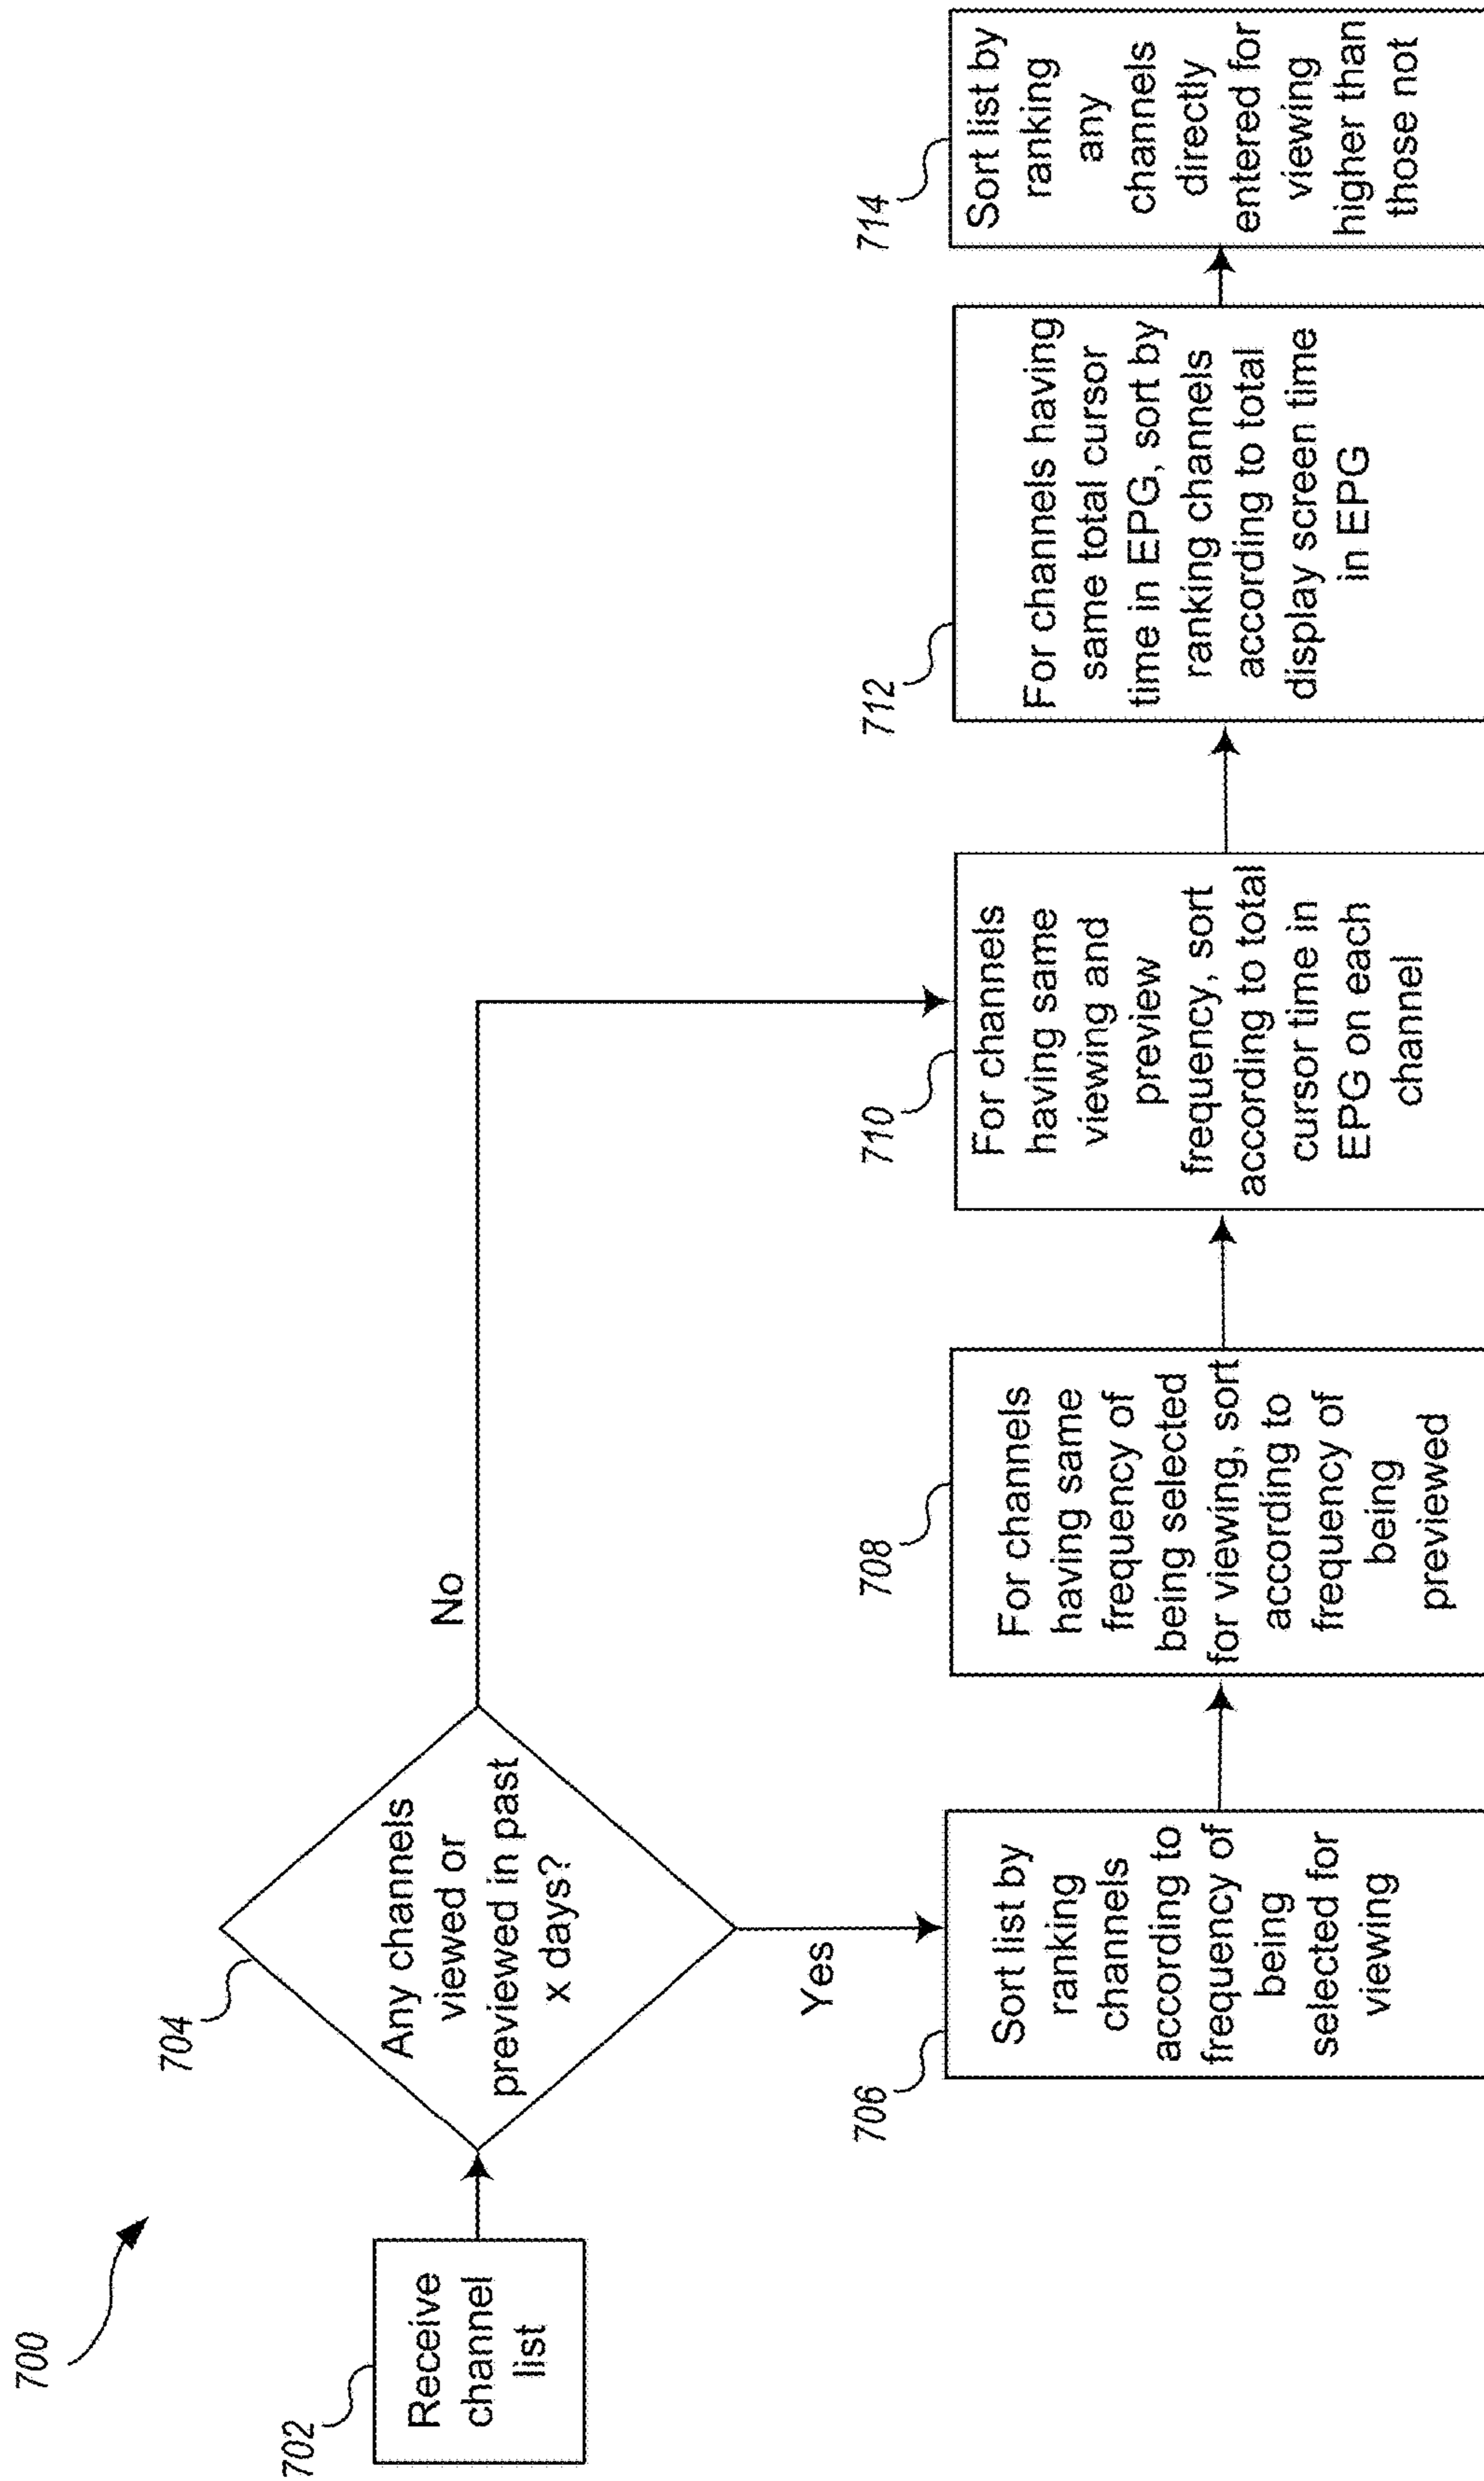 700
702
Receive
channel
list
704
Any channels
viewed or
previewed in past
x days?
No
Yes
706
Sort list by
ranking
channels
according to
frequency of
being
selected for
viewing
708
For channels
having same
frequency of
being selected
for viewing, sort
according to
frequency of
being
previewed
710
For channels
having same
viewing and
preview
frequency, sort
according to total
cursor time in
EPG on each
channel
712
For channels having
same total cursor
time in EPG, sort by
ranking channels
according to total
display screen time
in EPG
714
Sort list by
ranking
any
channels
directly
entered for
viewing
higher than
those not